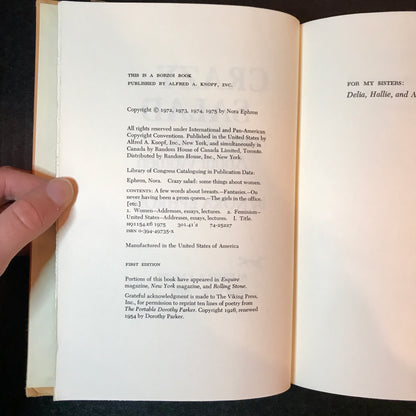 THIS IS A BORZOI BOOK
PUBLISHED BY ALFRED A. KNOPF, INC.
Copyright © 1972, 1973, 1974, 1975 by Nora Ephron
All rights reserved under International and Pan-American
Copyright Conventions. Published in the United States by
Alfred A. Knopf, Inc., New York, and simultaneously in
Canada by Random House of Canada Limited, Toronto.
Distributed by Random House, Inc., New York.
Library of Congress Cataloguing in Publication Data:
Ephron, Nora. Crazy salad: some things about women.
CONTENTS: A few words about breasts.—Fantasies.—On
never having been a prom queen.—The girls in the office.
[etc.]
1. Women—Addresses, essays, lectures. 2. Feminism—
United States—Addresses, essays, lectures. I. Title.
HQ1154.E6 1975 301.41'2 74-25227
ISBN 0-394-49735-2
Manufactured in the United States of America
FIRST EDITION
Portions of this book have appeared in Esquire
magazine, New York magazine, and Rolling Stone.
Grateful acknowledgment is made to The Viking Press,
Inc., for permission to reprint ten lines of poetry from
The Portable Dorothy Parker. Copyright 1926, renewed
1954 by Dorothy Parker.
FOR MY SISTERS:
Delia, Hallie, and A